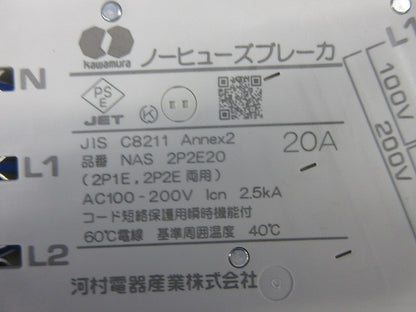 Kawamura
ノーヒューズブレーカ
L1
N
PS
E
JET
K
100V
200V
JIS C8211 Annex2
20A
L1
品番 NAS 2P2E20
(2P1E, 2P2E 両用)
AC100-200V Icn 2.5kA
コード短絡保護用瞬時機能付
60℃電線 基準周囲温度 40℃
L2
河村電器産業株式会社